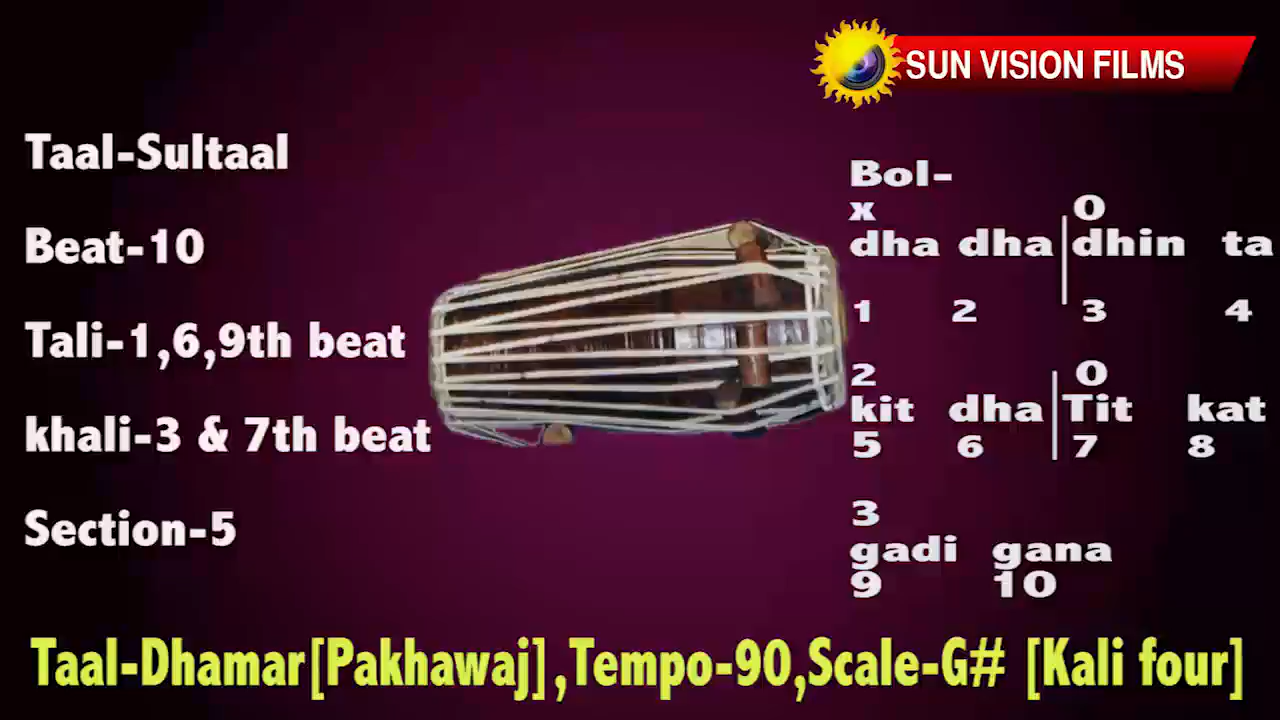 SUN VISION FILMS
Taal-Sultaal
Beat-10
Tali-1,6,9th beat
khali-3 & 7th beat
Section-5
Bol-
x O
dha dha dhin ta
1 2 3 4
2 O
kit dha Tit kat
5 6 7 8
3
gadi gana
9 10
Taal-Dhamar[Pakhawaj],Tempo-90,Scale-G# [Kali four]